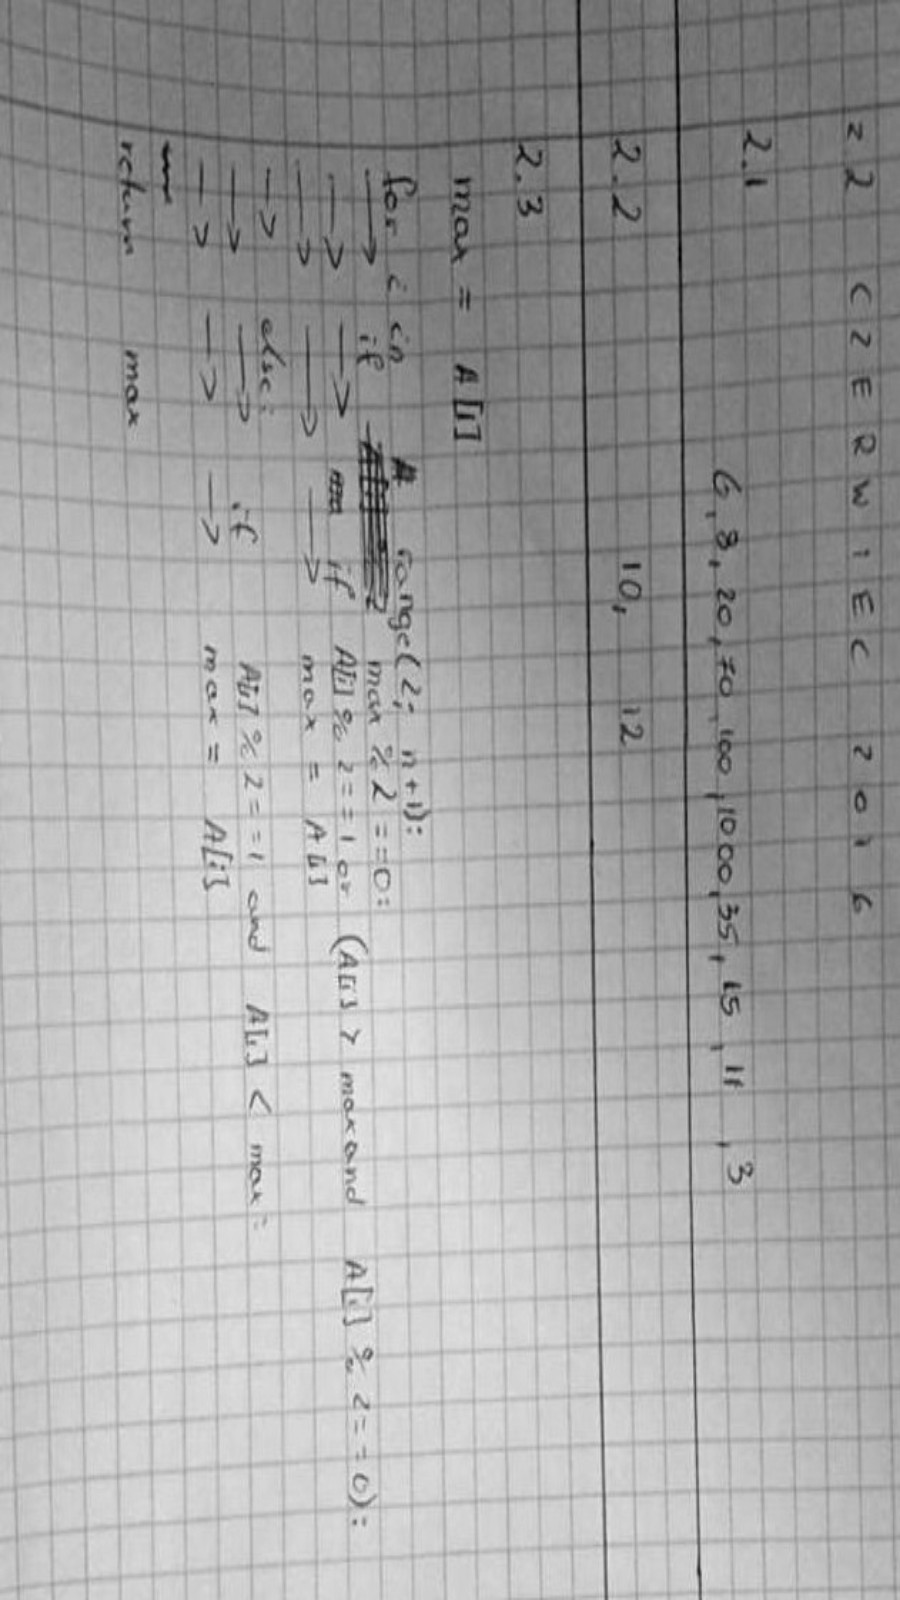 z 2 CZERWIEC 2016
2.1
6, 8, 20, 70, 100, 1000, 35, 15, 11, 3
2.2 10, 12
2.3
max = A[1]
for i in range(2; n+1):
→ if max % 2 == 0:
→ → if A[i] % 2 == 1 or (A[i] > max and A[i] % 2 == 0):
→ → → max = A[i]
→ else:
→ → if A[i] % 2 == 1 and A[i] < max:
→ → → max = A[i]
return max